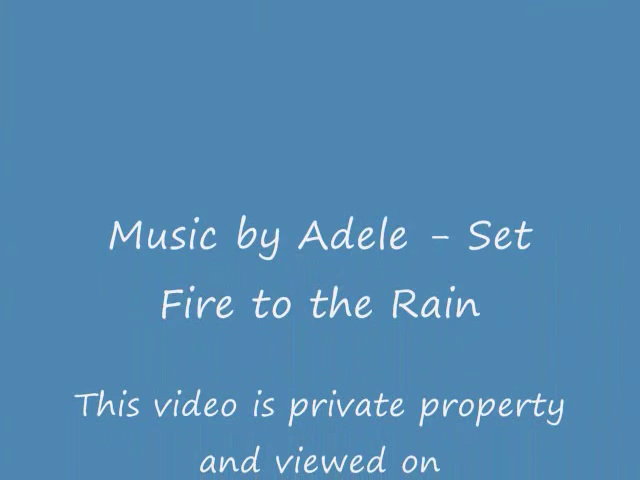 Music by Adele - Set
Fire to the Rain
This video is private property
and viewed on